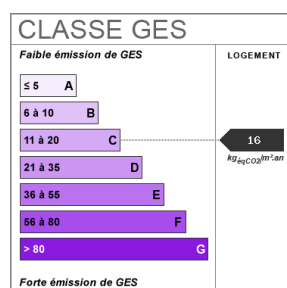 CLASSE GES
Faible émission de GES LOGEMENT
≤ 5 A
6 à 10 B
11 à 20 C 16
kgéqCO2/m².an
21 à 35 D
36 à 55 E
56 à 80 F
> 80 G
Forte émission de GES